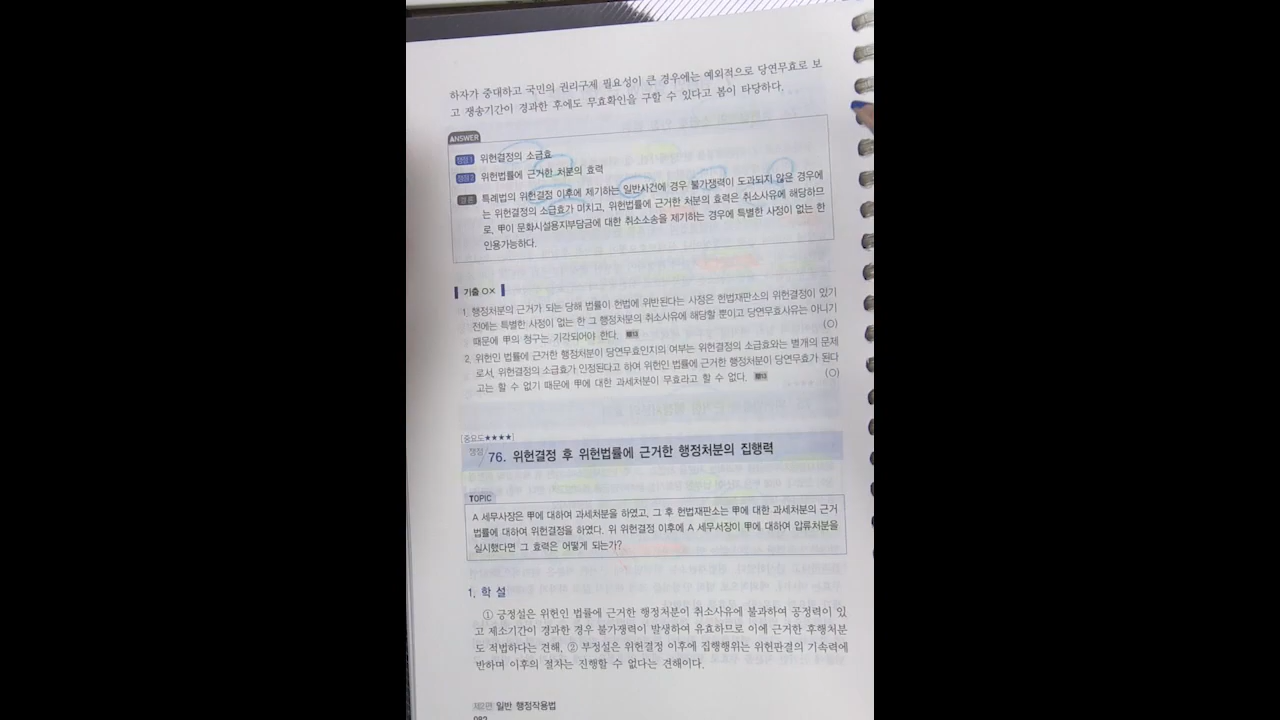 하자가 중대하고 국민의 권리구제 필요성이 큰 경우에는 예외적으로 당연무효로 보
고 쟁송기간이 경과한 후에도 무효확인을 구할 수 있다고 봄이 타당하다.
ANSWER
쟁점 1 위헌결정의 소급효
쟁점 2 위헌법률에 근거한 처분의 효력
결론 특례법의 위헌결정 이후에 제기하는 일반사건에 경우 불가쟁력이 도과되지 않은 경우에
는 위헌결정의 소급효가 미치고, 위헌법률에 근거한 처분의 효력은 취소사유에 해당하므
로, 甲이 문화시설용지부담금에 대한 취소소송을 제기하는 경우에 특별한 사정이 없는 한
인용가능하다.
기출 OX
1. 행정처분의 근거가 되는 당해 법률이 헌법에 위반된다는 사정은 헌법재판소의 위헌결정이 있기
전에는 특별한 사정이 없는 한 그 행정처분의 취소사유에 해당할 뿐이고 당연무효사유는 아니기
때문에 甲의 청구는 기각되어야 한다. (O)
2. 위헌인 법률에 근거한 행정처분이 당연무효인지의 여부는 위헌결정의 소급효와는 별개의 문제
로서, 위헌결정의 소급효가 인정된다고 하여 위헌인 법률에 근거한 행정처분이 당연무효가 된다
고는 할 수 없기 때문에 甲에 대한 과세처분이 무효라고 할 수 없다. (O)
[중요도★★★★]
쟁점 76. 위헌결정 후 위헌법률에 근거한 행정처분의 집행력
TOPIC
A 세무사장은 甲에 대하여 과세처분을 하였고, 그 후 헌법재판소는 甲에 대한 과세처분의 근거
법률에 대하여 위헌결정을 하였다. 위 위헌결정 이후에 A 세무서장이 甲에 대하여 압류처분을
실시했다면 그 효력은 어떻게 되는가?
1. 학 설
① 긍정설은 위헌인 법률에 근거한 행정처분이 취소사유에 불과하여 공정력이 있
고 제소기간이 경과한 경우 불가쟁력이 발생하여 유효하므로 이에 근거한 후행처분
도 적법하다는 견해, ② 부정설은 위헌결정 이후에 집행행위는 위헌판결의 기속력에
반하며 이후의 절차는 진행할 수 없다는 견해이다.
제2편 일반 행정작용법
082